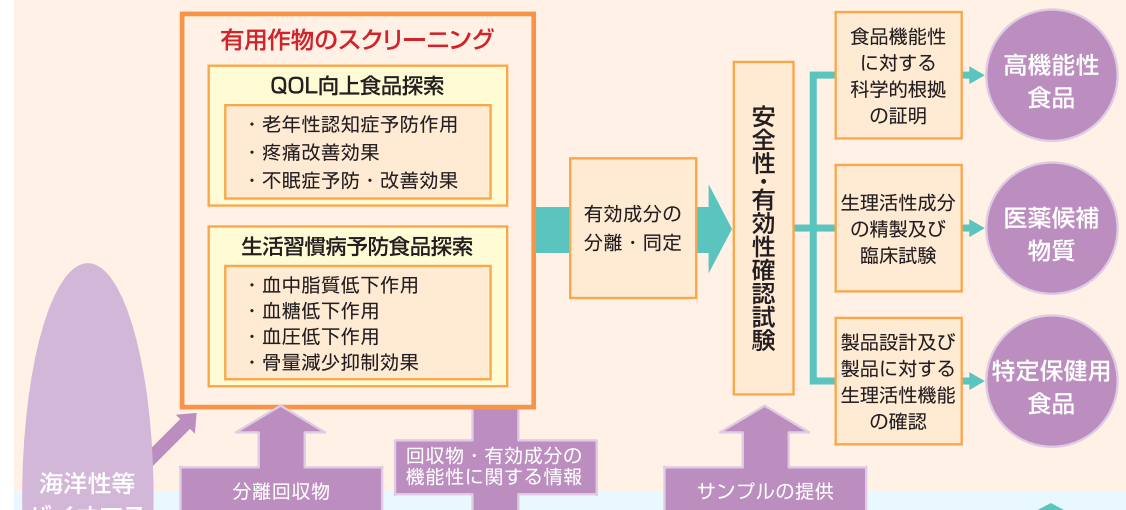 有用作物のスクリーニング
QOL向上食品探索
・老年性認知症予防作用
・疼痛改善効果
・不眠症予防・改善効果
生活習慣病予防食品探索
・血中脂質低下作用
・血糖低下作用
・血圧低下作用
・骨量減少抑制効果
有効成分の
分離・同定
安全性・有効性確認試験
食品機能性
に対する
科学的根拠
の証明
高機能性
食品
生理活性成分
の精製及び
臨床試験
医薬候補
物質
製品設計及び
製品に対する
生理活性機能
の確認
特定保健用
食品
海洋性等
分離回収物
回収物・有効成分の
機能性に関する情報
サンプルの提供